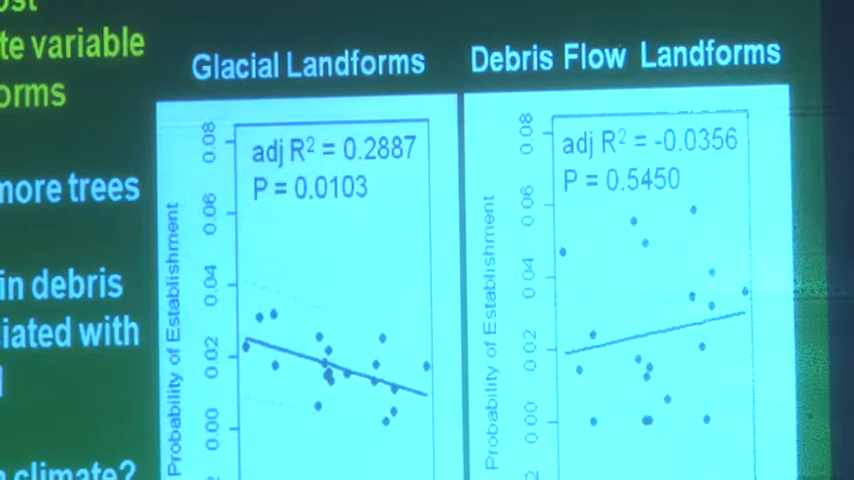 te variable
orms
more trees
in debris
iated with
climate?
Glacial Landforms
adj R² = 0.2887
P = 0.0103
Probability of Establishment
0.08
0.06
0.04
0.02
0.00
Debris Flow Landforms
adj R² = -0.0356
P = 0.5450
Probability of Establishment
0.08
0.06
0.04
0.02
0.00